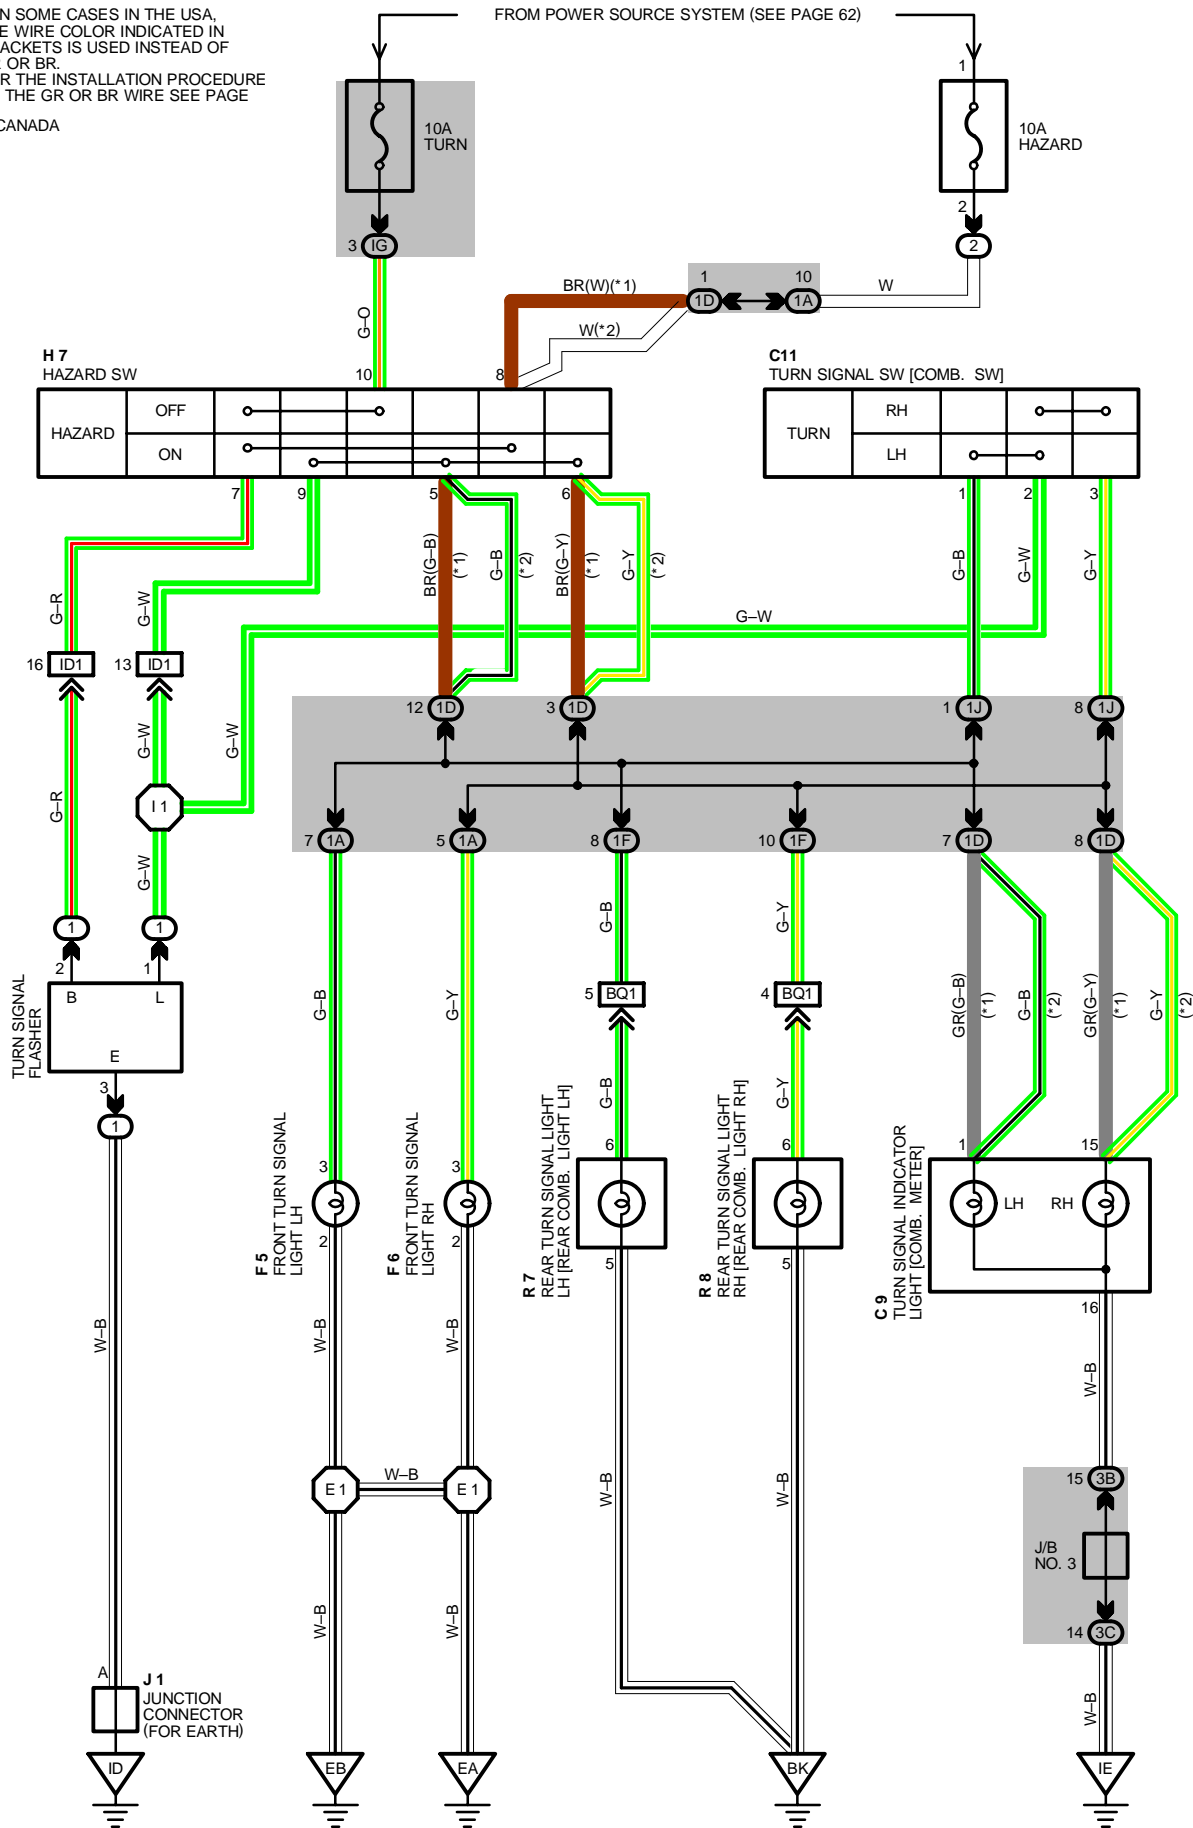 N SOME CASES IN THE USA,
E WIRE COLOR INDICATED IN
ACKETS IS USED INSTEAD OF
OR BR.
R THE INSTALLATION PROCEDURE
THE GR OR BR WIRE SEE PAGE
CANADA
FROM POWER SOURCE SYSTEM (SEE PAGE 62)
1
10A
TURN
10A
HAZARD
2
3 IG
2
1 10
BR(W)(*1)
1D 1A
W
W(*2)
G–O
H 7
HAZARD SW
10
8
C11
TURN SIGNAL SW [COMB. SW]
HAZARD
OFF
ON
TURN
RH
LH
7
9
5
6
1
2
3
G–R
G–W
BR(G–B)
(*1)
G–B
(*2)
BR(G–Y)
(*1)
G–Y
(*2)
G–B
G–W
G–Y
G–W
16 ID1
13 ID1
12 1D
3 1D
1 1J
8 1J
G–R
G–W
G–W
I 1
7 1A
5 1A
8 1F
10 1F
7 1D
8 1D
G–W
1
1
2
1
B
L
E
TURN SIGNAL
FLASHER
3
1
G–B
G–Y
G–B
G–Y
5 BQ1
4 BQ1
GR(G–B)
(*1)
G–B
(*2)
GR(G–Y)
(*1)
G–Y
(*2)
G–B
G–Y
3
3
6
6
1
15
LH
RH
2
2
5
5
16
F 5
FRONT TURN SIGNAL
LIGHT LH
F 6
FRONT TURN SIGNAL
LIGHT RH
R 7
REAR TURN SIGNAL LIGHT
LH [REAR COMB. LIGHT LH]
R 8
REAR TURN SIGNAL LIGHT
RH [REAR COMB. LIGHT RH]
C 9
TURN SIGNAL INDICATOR
LIGHT [COMB. METER]
W–B
W–B
W–B
W–B
W–B
E 1
E 1
W–B
W–B
15 3B
J/B
NO. 3
14 3C
W–B
W–B
W–B
A
J 1
JUNCTION
CONNECTOR
(FOR EARTH)
ID
EB
EA
BK
IE